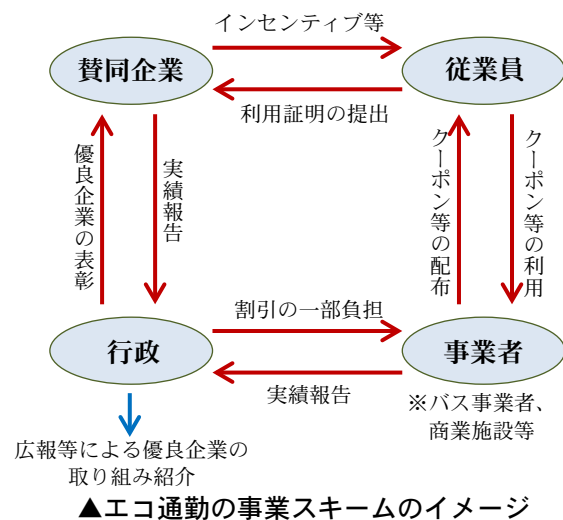 インセンティブ等
賛同企業
従業員
利用証明の提出
優良企業の表彰
実績報告
クーポン等の配布
クーポン等の利用
割引の一部負担
行政
事業者
実績報告
※バス事業者、
商業施設等
広報等による優良企業の
取り組み紹介
▲エコ通勤の事業スキームのイメージ